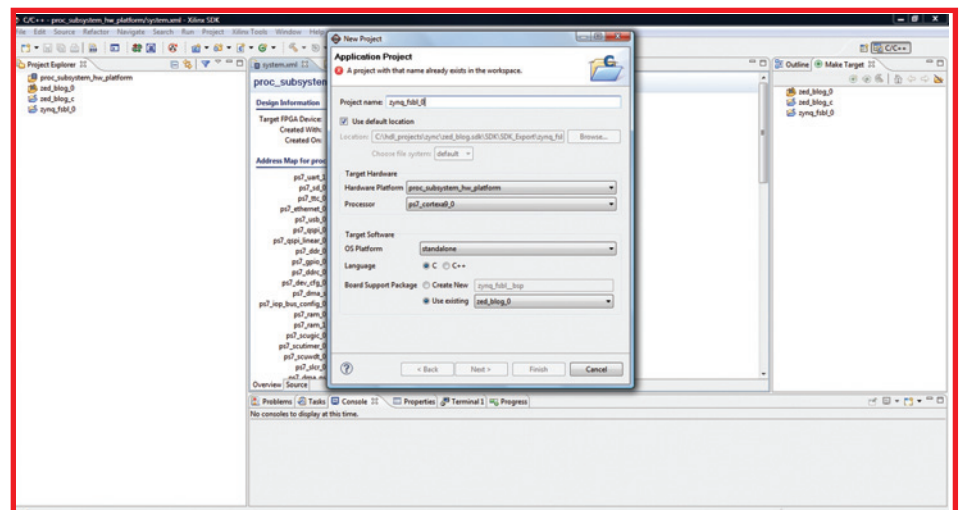 C/C++ - proc_subsystem_hw_platform/system.xml - Xilinx SDK
File Edit Source Refactor Navigate Search Run Project Xilinx Tools Window Help
C/C++
Project Explorer
proc_subsystem_hw_platform
zed_blog_0
zed_blog_c
zynq_fsbl_0
system.xml
proc_subsystem
Design Information
Target FPGA Device:
Created With:
Created On:
Address Map for proc
ps7_uart_1
ps7_sd_0
ps7_ttc_0
ps7_ethernet_0
ps7_usb_0
ps7_qspi_0
ps7_qspi_linear_0
ps7_ddr_0
ps7_gpio_0
ps7_ddrc_0
ps7_dev_cfg_0
ps7_dma_s
ps7_iop_bus_config_0
ps7_ram_0
ps7_ram_1
ps7_scugic_0
ps7_scutimer_0
ps7_scuwdt_0
ps7_slcr_0
Overview Source
New Project
Application Project
A project with that name already exists in the workspace.
Project name: zynq_fsbl_0
Use default location
Location: C:\hdl_projects\zynq\zed_blog.sdk\SDK\SDK_Export\zynq_fsl Browse...
Choose file system: default
Target Hardware
Hardware Platform proc_subsystem_hw_platform
Processor ps7_cortexa9_0
Target Software
OS Platform standalone
Language C C++
Board Support Package Create New zynq_fsbl_bsp
Use existing zed_blog_0
? < Back Next > Finish Cancel
Outline Make Target
zed_blog_0
zed_blog_c
zynq_fsbl_0
Problems Tasks Console Properties Terminal 1 Progress
No consoles to display at this time.